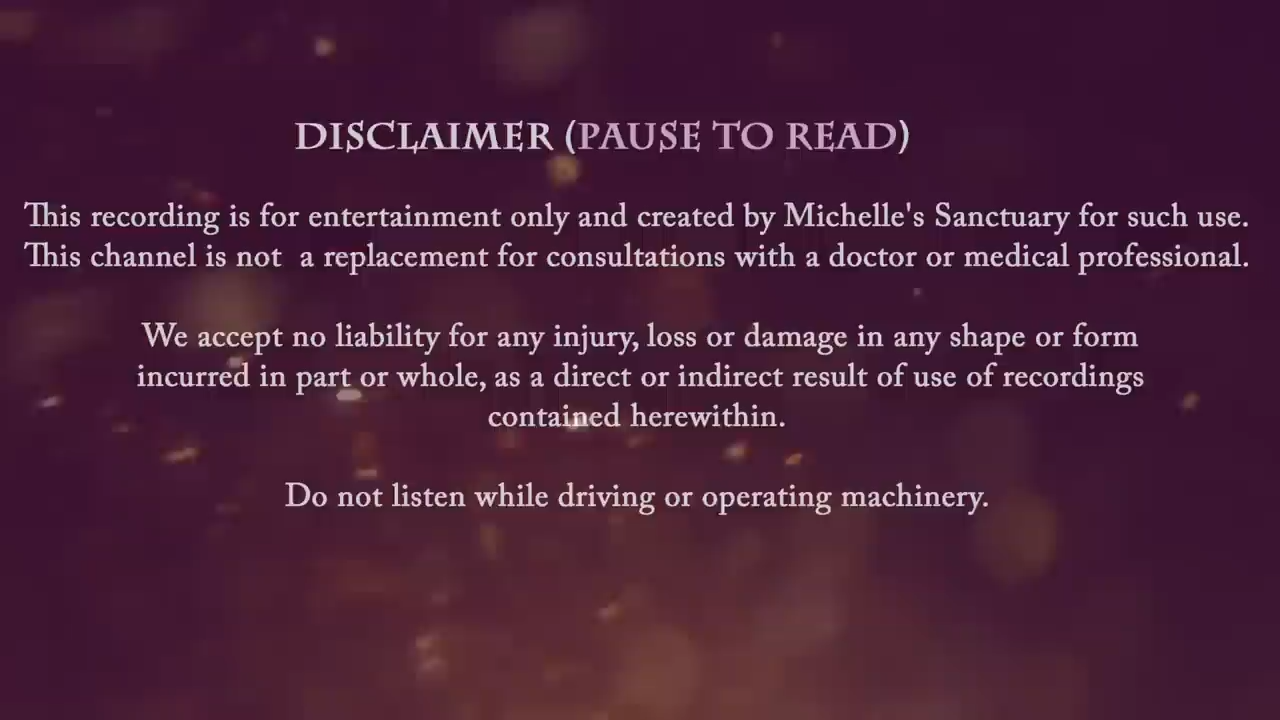 DISCLAIMER (PAUSE TO READ)
This recording is for entertainment only and created by Michelle's Sanctuary for such use.
This channel is not  a replacement for consultations with a doctor or medical professional.
We accept no liability for any injury, loss or damage in any shape or form
incurred in part or whole, as a direct or indirect result of use of recordings
contained herewithin.
Do not listen while driving or operating machinery.